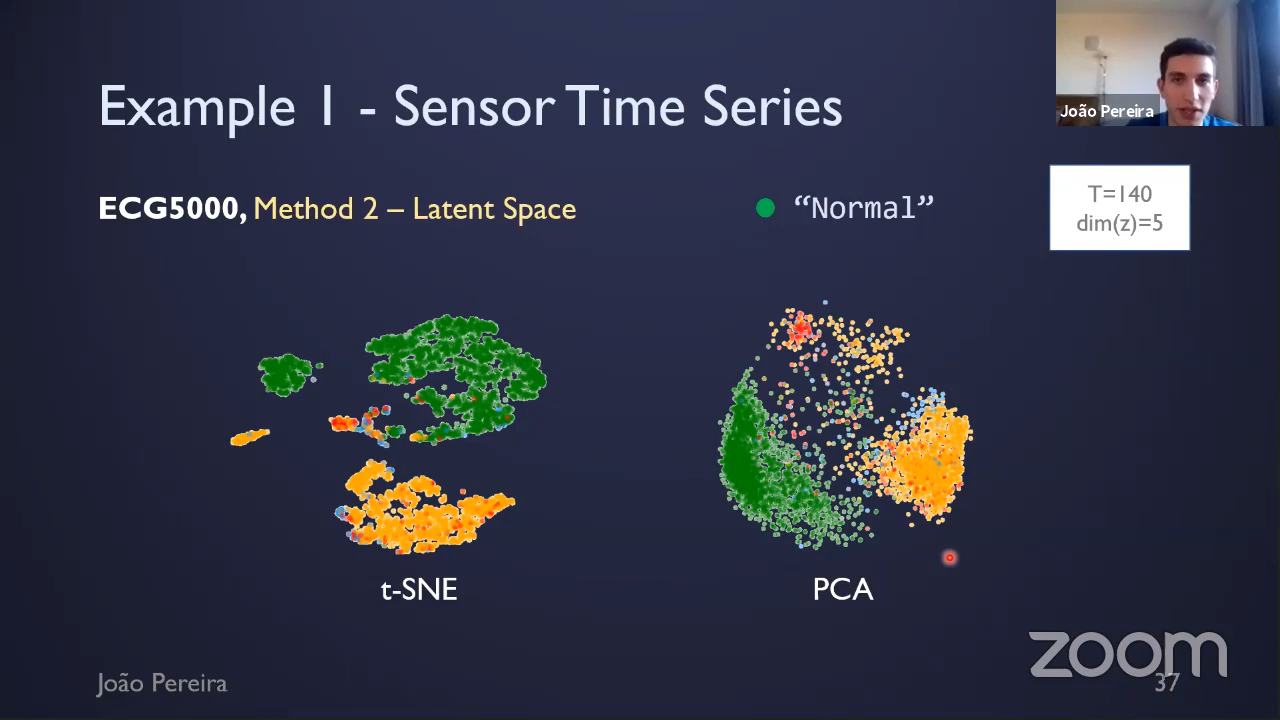 Example 1 - Sensor Time Series
João Pereira
ECG5000, Method 2 – Latent Space
“Normal”
T=140
dim(z)=5
t-SNE
PCA
João Pereira
zoom
37